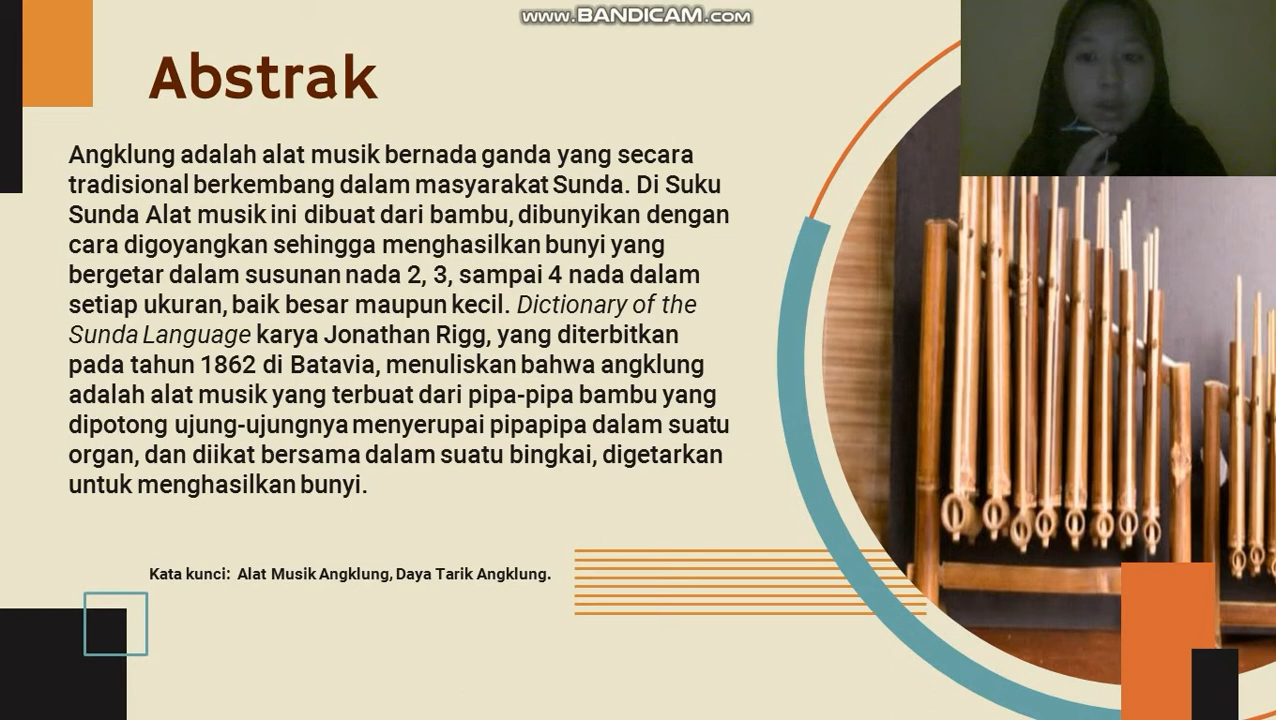 www.BANDICAM.com
Abstrak
Angklung adalah alat musik bernada ganda yang secara
tradisional berkembang dalam masyarakat Sunda. Di Suku
Sunda Alat musik ini dibuat dari bambu, dibunyikan dengan
cara digoyangkan sehingga menghasilkan bunyi yang
bergetar dalam susunan nada 2, 3, sampai 4 nada dalam
setiap ukuran, baik besar maupun kecil. Dictionary of the
Sunda Language karya Jonathan Rigg, yang diterbitkan
pada tahun 1862 di Batavia, menuliskan bahwa angklung
adalah alat musik yang terbuat dari pipa-pipa bambu yang
dipotong ujung-ujungnya menyerupai pipapipa dalam suatu
organ, dan diikat bersama dalam suatu bingkai, digetarkan
untuk menghasilkan bunyi.
Kata kunci: Alat Musik Angklung, Daya Tarik Angklung.